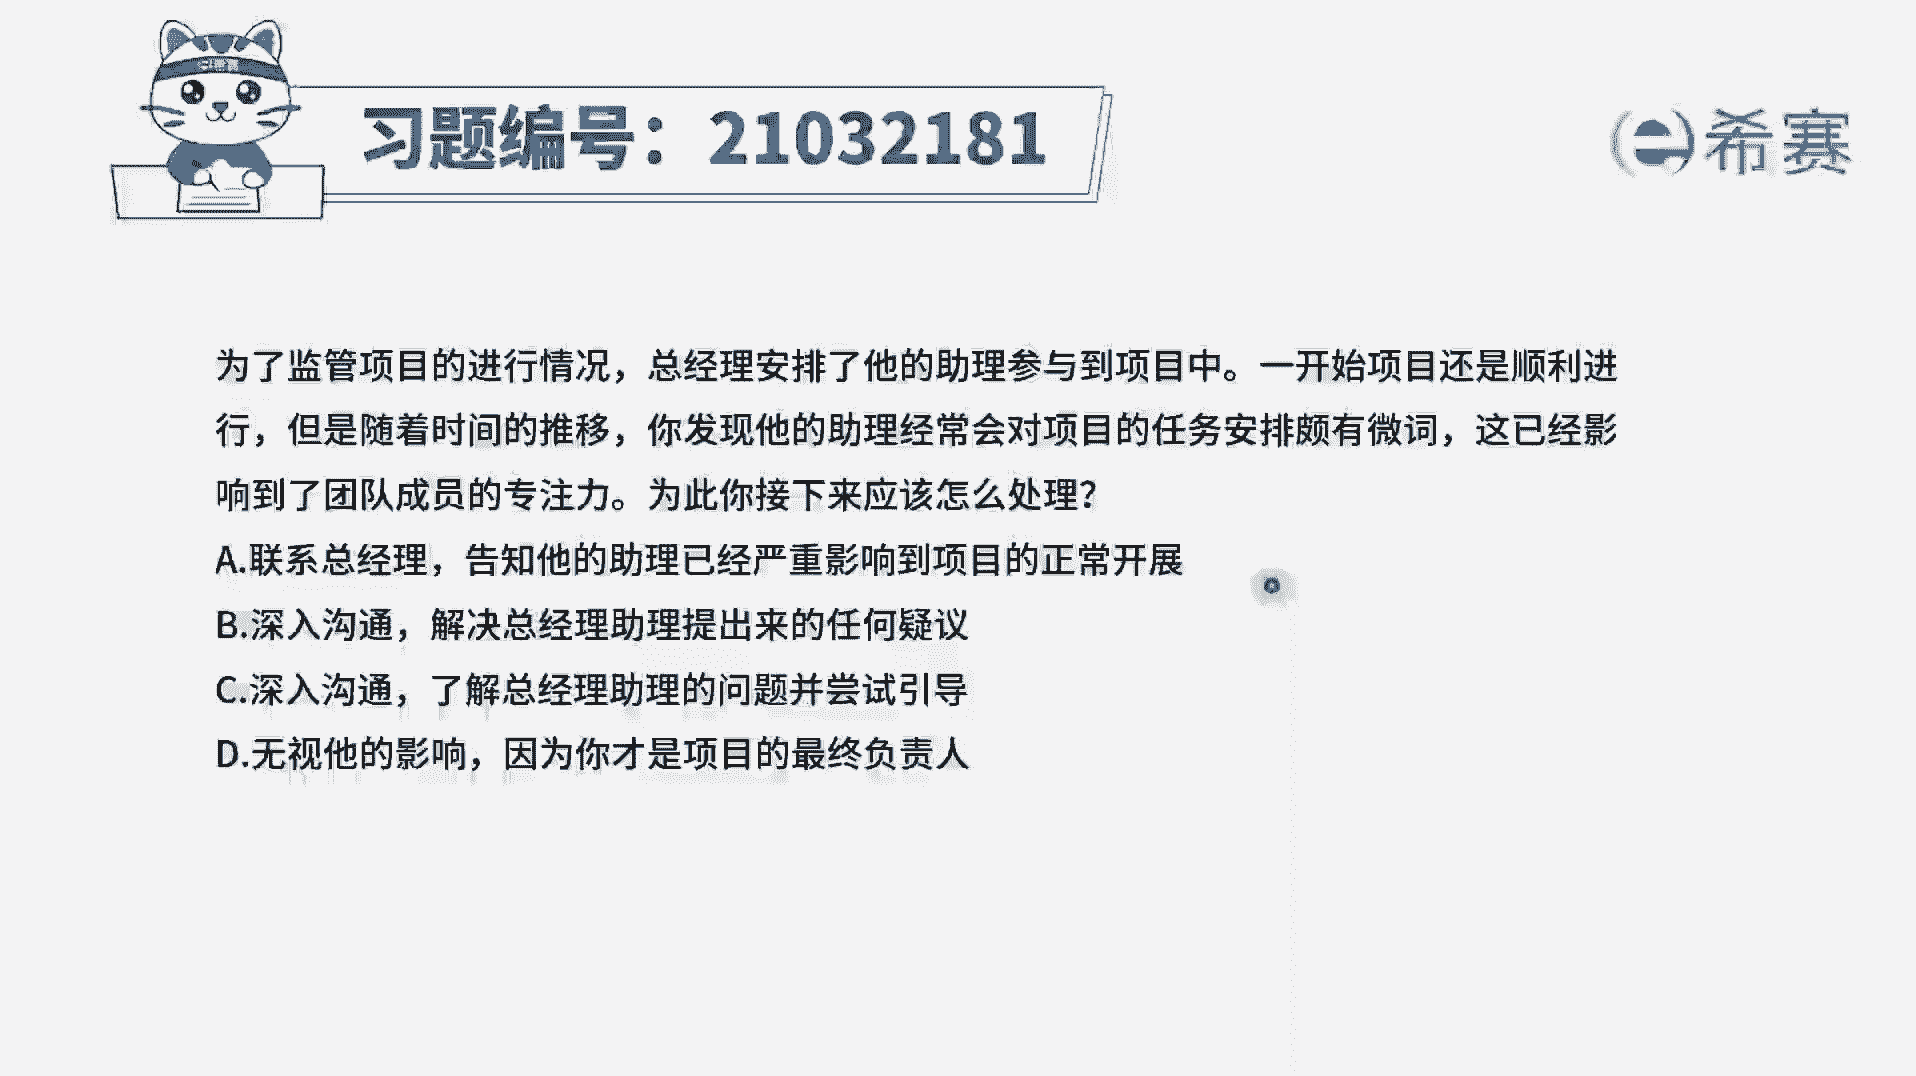 习题编号：21032181
希赛
为了监管项目的进行情况，总经理安排了他的助理参与到项目中。一开始项目还是顺利进
行，但是随着时间的推移，你发现他的助理经常会对项目的任务安排颇有微词，这已经影
响到了团队成员的专注力。为此你接下来应该怎么处理？
A.联系总经理，告知他的助理已经严重影响到项目的正常开展
B.深入沟通，解决总经理助理提出来的任何疑议
C.深入沟通，了解总经理助理的问题并尝试引导
D.无视他的影响，因为你才是项目的最终负责人